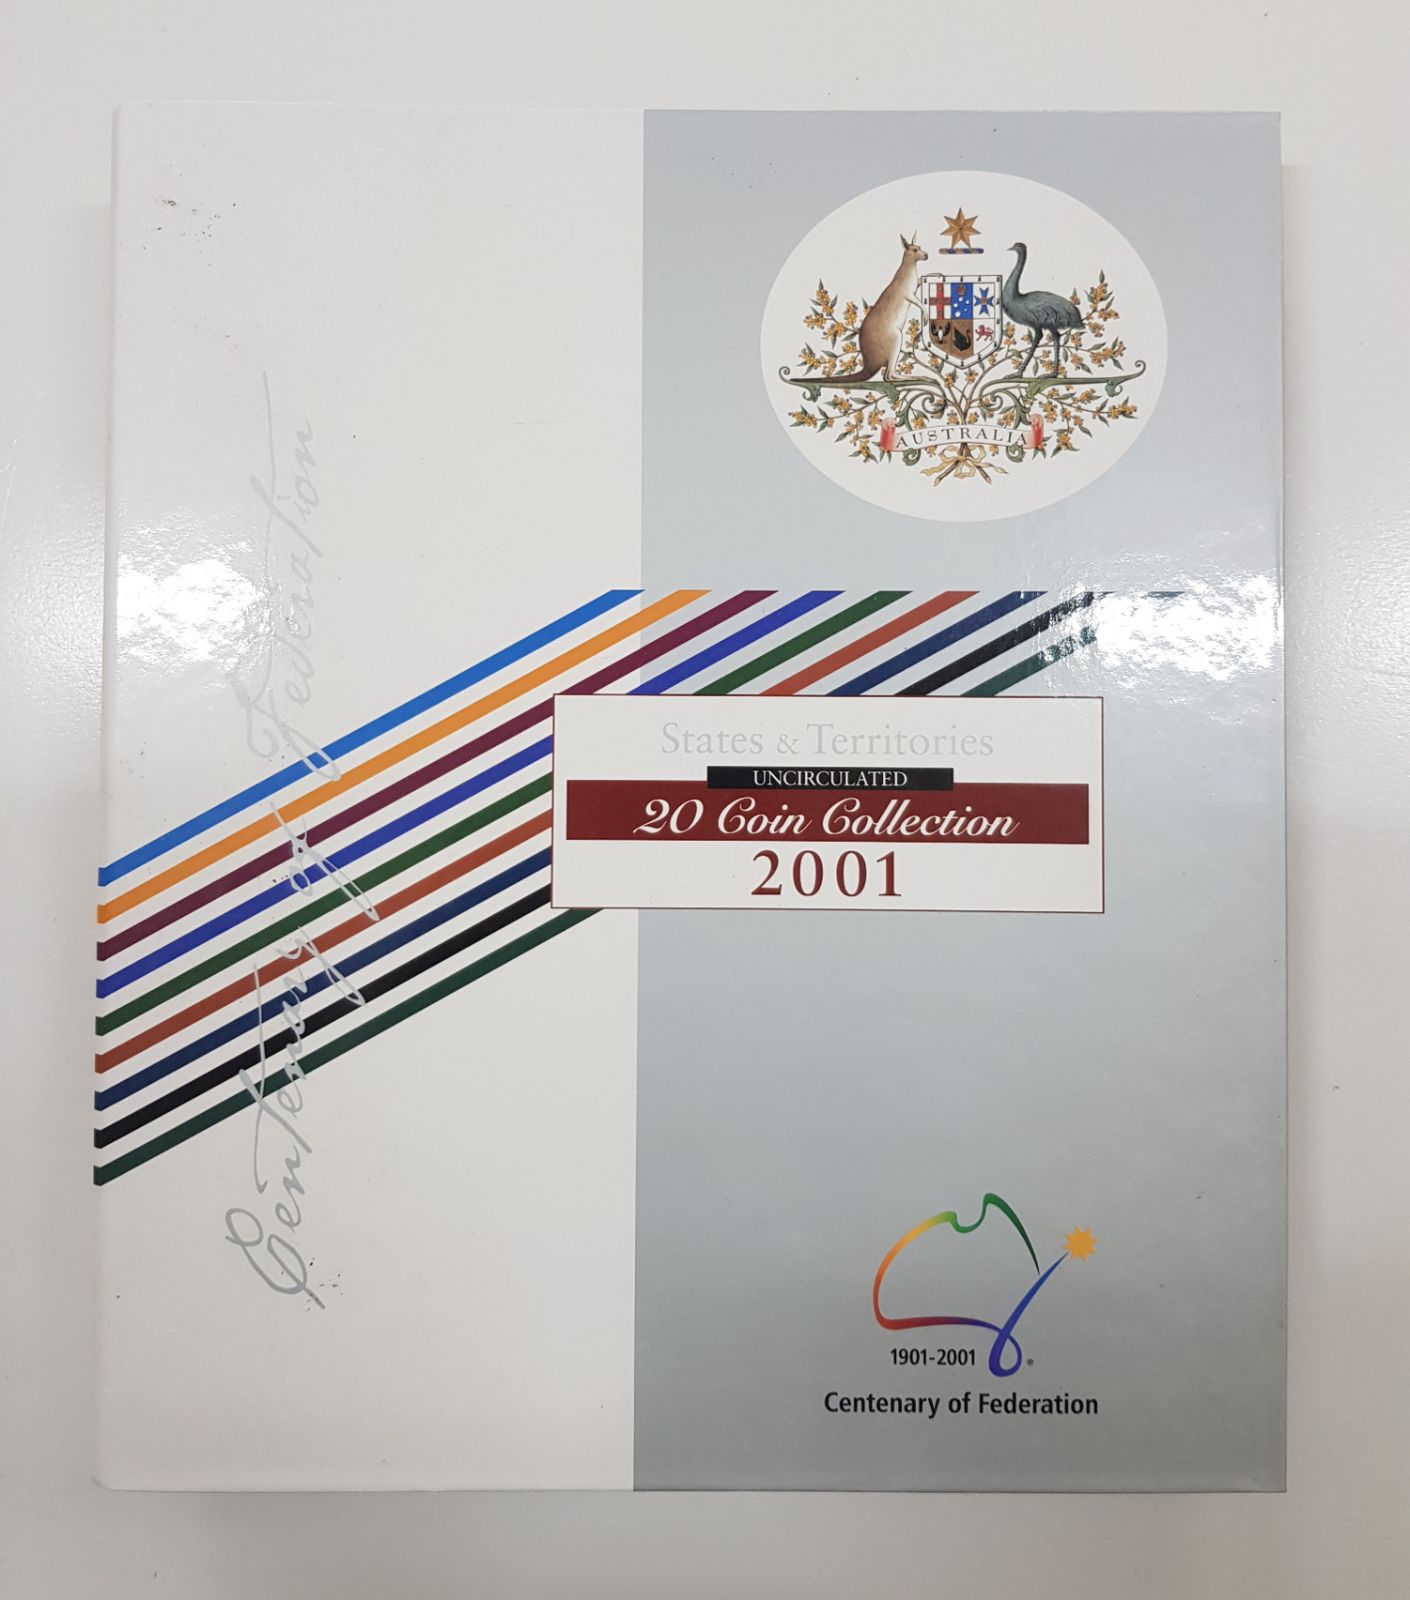 AUSTRALIA
Centenary of Federation
States & Territories
UNCIRCULATED
20 Coin Collection
2001
1901-2001
®
Centenary of Federation